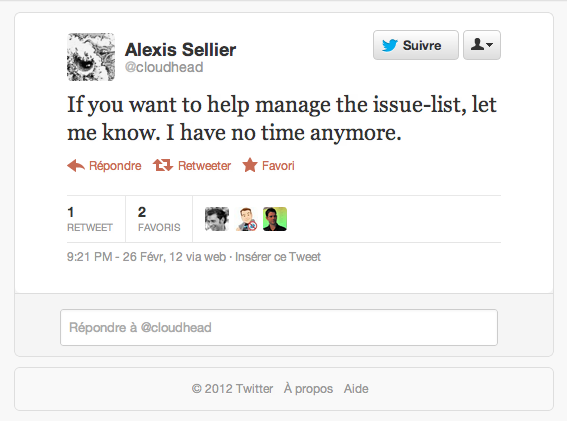 Alexis Sellier
@cloudhead
Suivre
If you want to help manage the issue-list, let
me know. I have no time anymore.
Répondre Retweeter Favori
1 2
RETWEET FAVORIS
9:21 PM - 26 Févr, 12 via web · Insérer ce Tweet
Répondre à @cloudhead
© 2012 Twitter À propos Aide